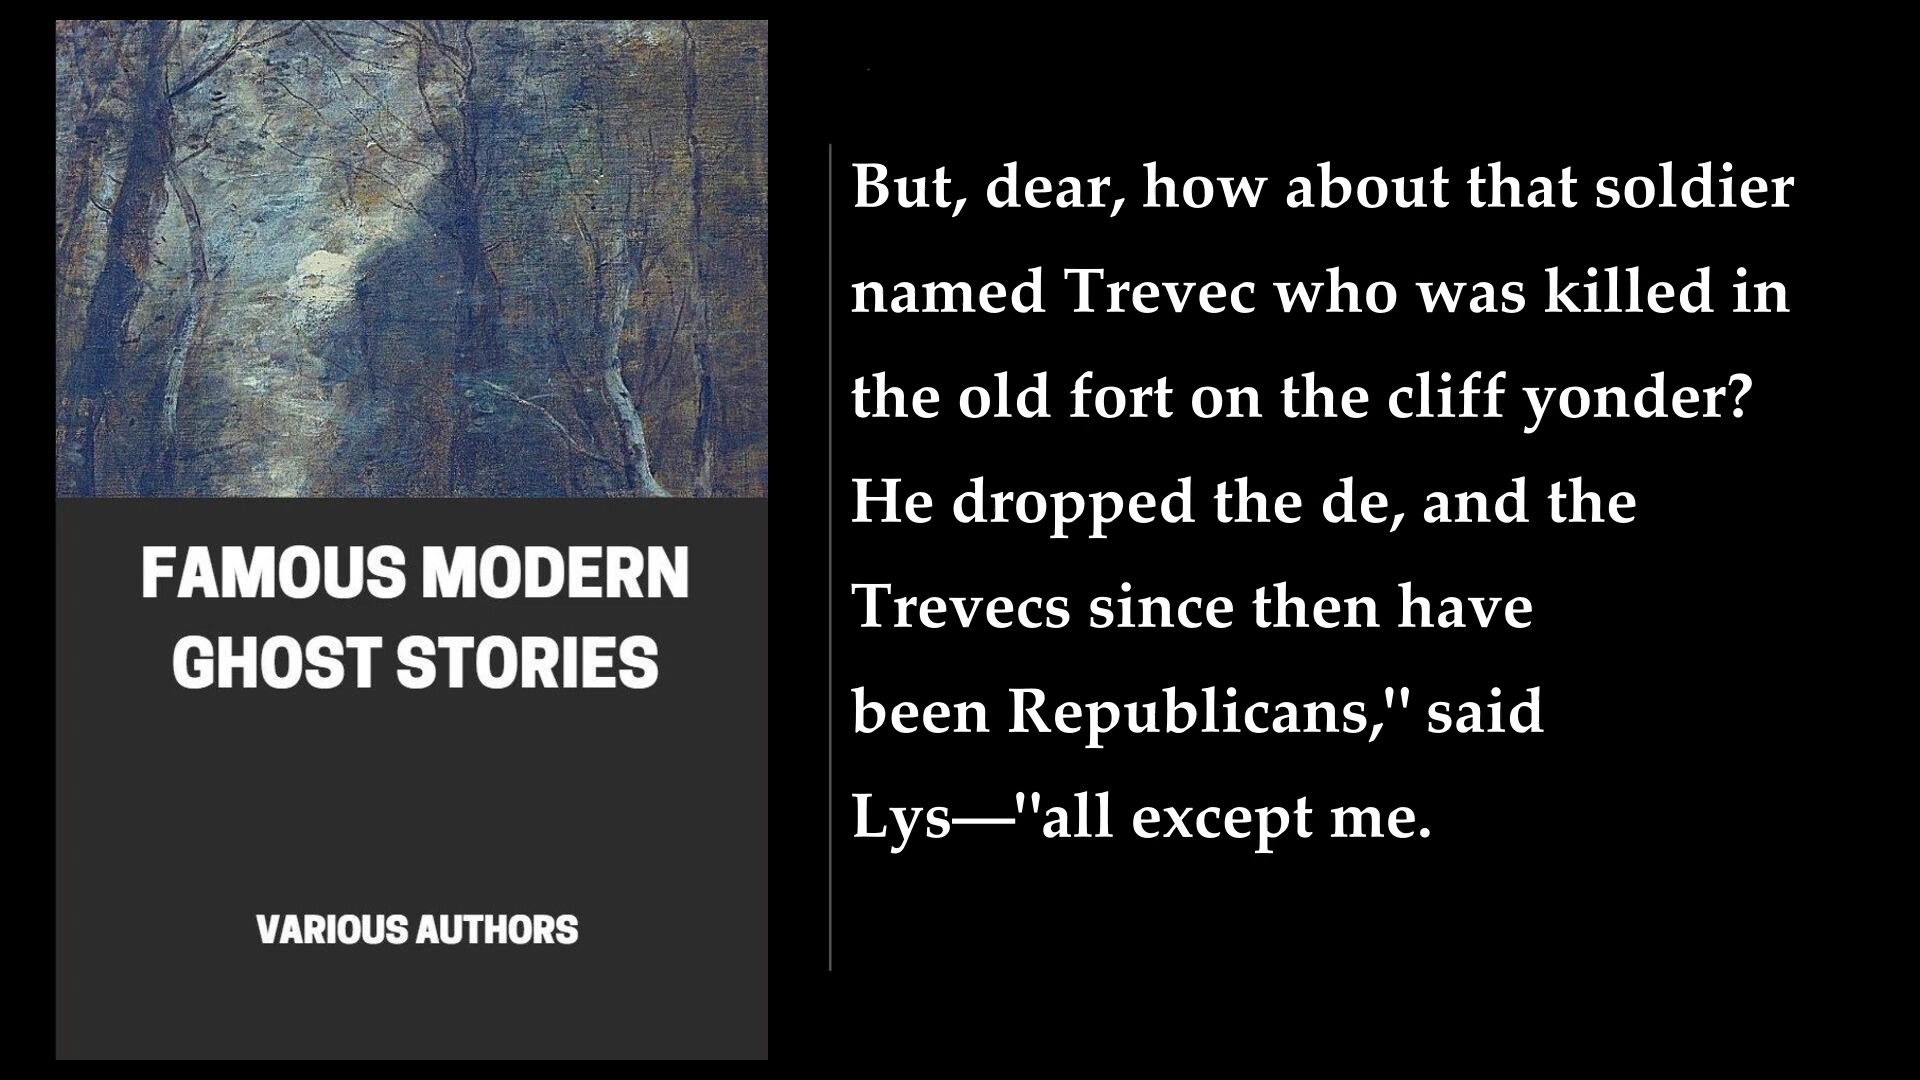 FAMOUS MODERN
GHOST STORIES
VARIOUS AUTHORS
But, dear, how about that soldier
named Trevec who was killed in
the old fort on the cliff yonder?
He dropped the de, and the
Trevecs since then have
been Republicans," said
Lys—"all except me.